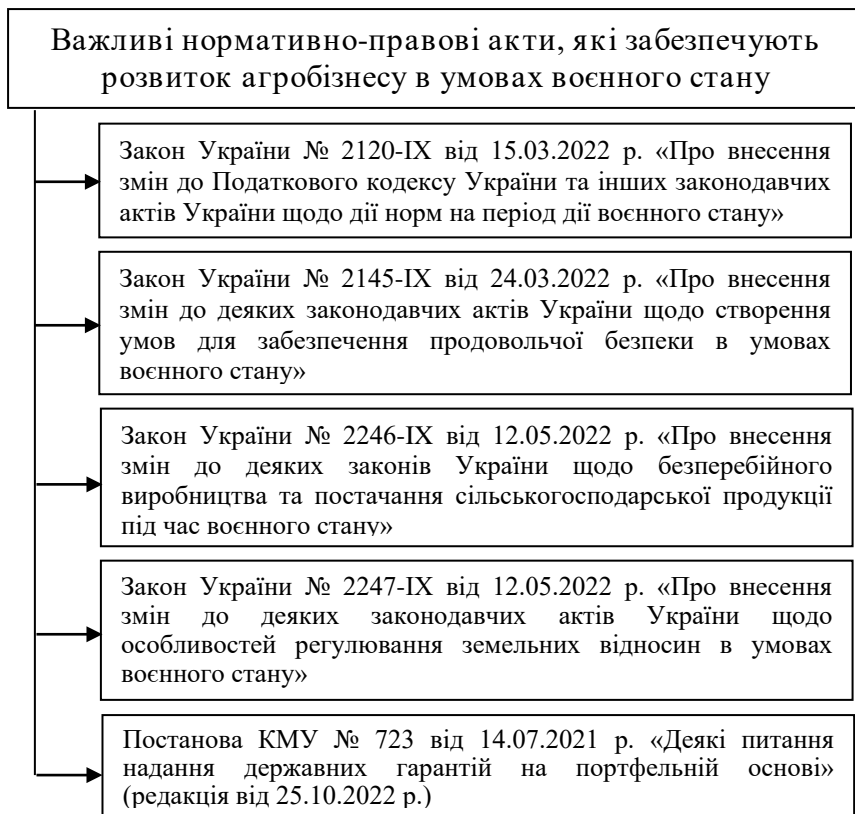 Важливі нормативно-правові акти, які забезпечують
розвиток агробізнесу в умовах воєнного стану
Закон України № 2120-IX від 15.03.2022 р. «Про внесення
змін до Податкового кодексу України та інших законодавчих
актів України щодо дії норм на період дії воєнного стану»
Закон України № 2145-IX від 24.03.2022 р. «Про внесення
змін до деяких законодавчих актів України щодо створення
умов для забезпечення продовольчої безпеки в умовах
воєнного стану»
Закон України № 2246-IX від 12.05.2022 р. «Про внесення
змін до деяких законів України щодо безперебійного
виробництва та постачання сільськогосподарської продукції
під час воєнного стану»
Закон України № 2247-IX від 12.05.2022 р. «Про внесення
змін до деяких законодавчих актів України щодо
особливостей регулювання земельних відносин в умовах
воєнного стану»
Постанова КМУ № 723 від 14.07.2021 р. «Деякі питання
надання державних гарантій на портфельній основі»
(редакція від 25.10.2022 р.)